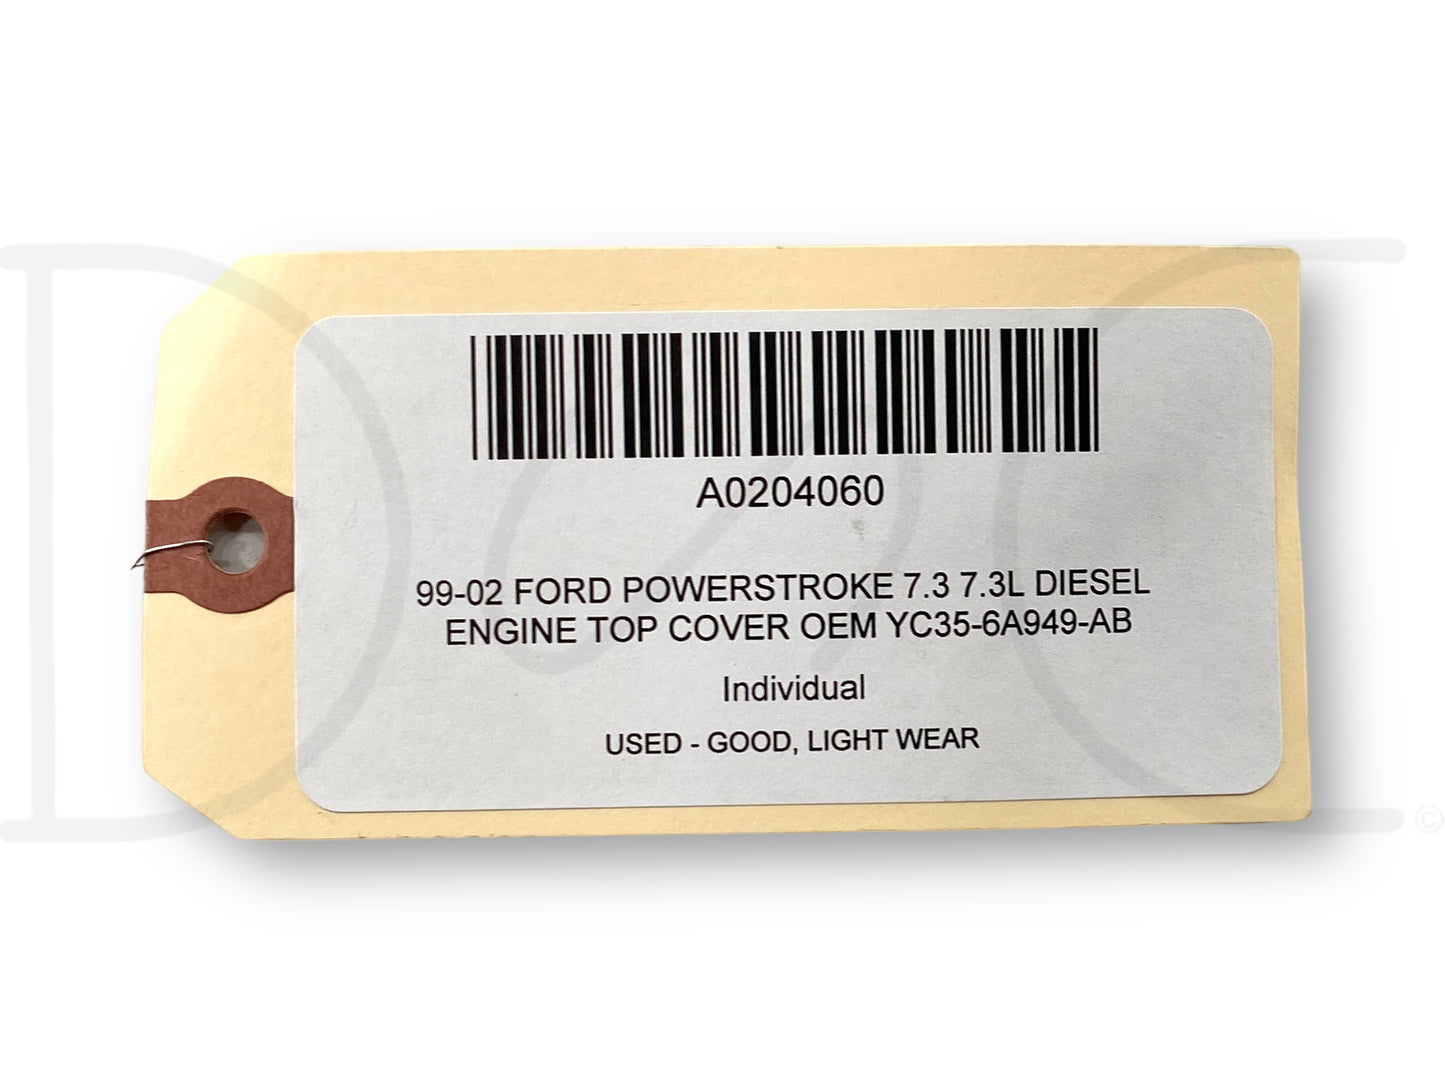 A0204060
99-02 FORD POWERSTROKE 7.3 7.3L DIESEL
ENGINE TOP COVER OEM YC35-6A949-AB
Individual
USED - GOOD, LIGHT WEAR
©